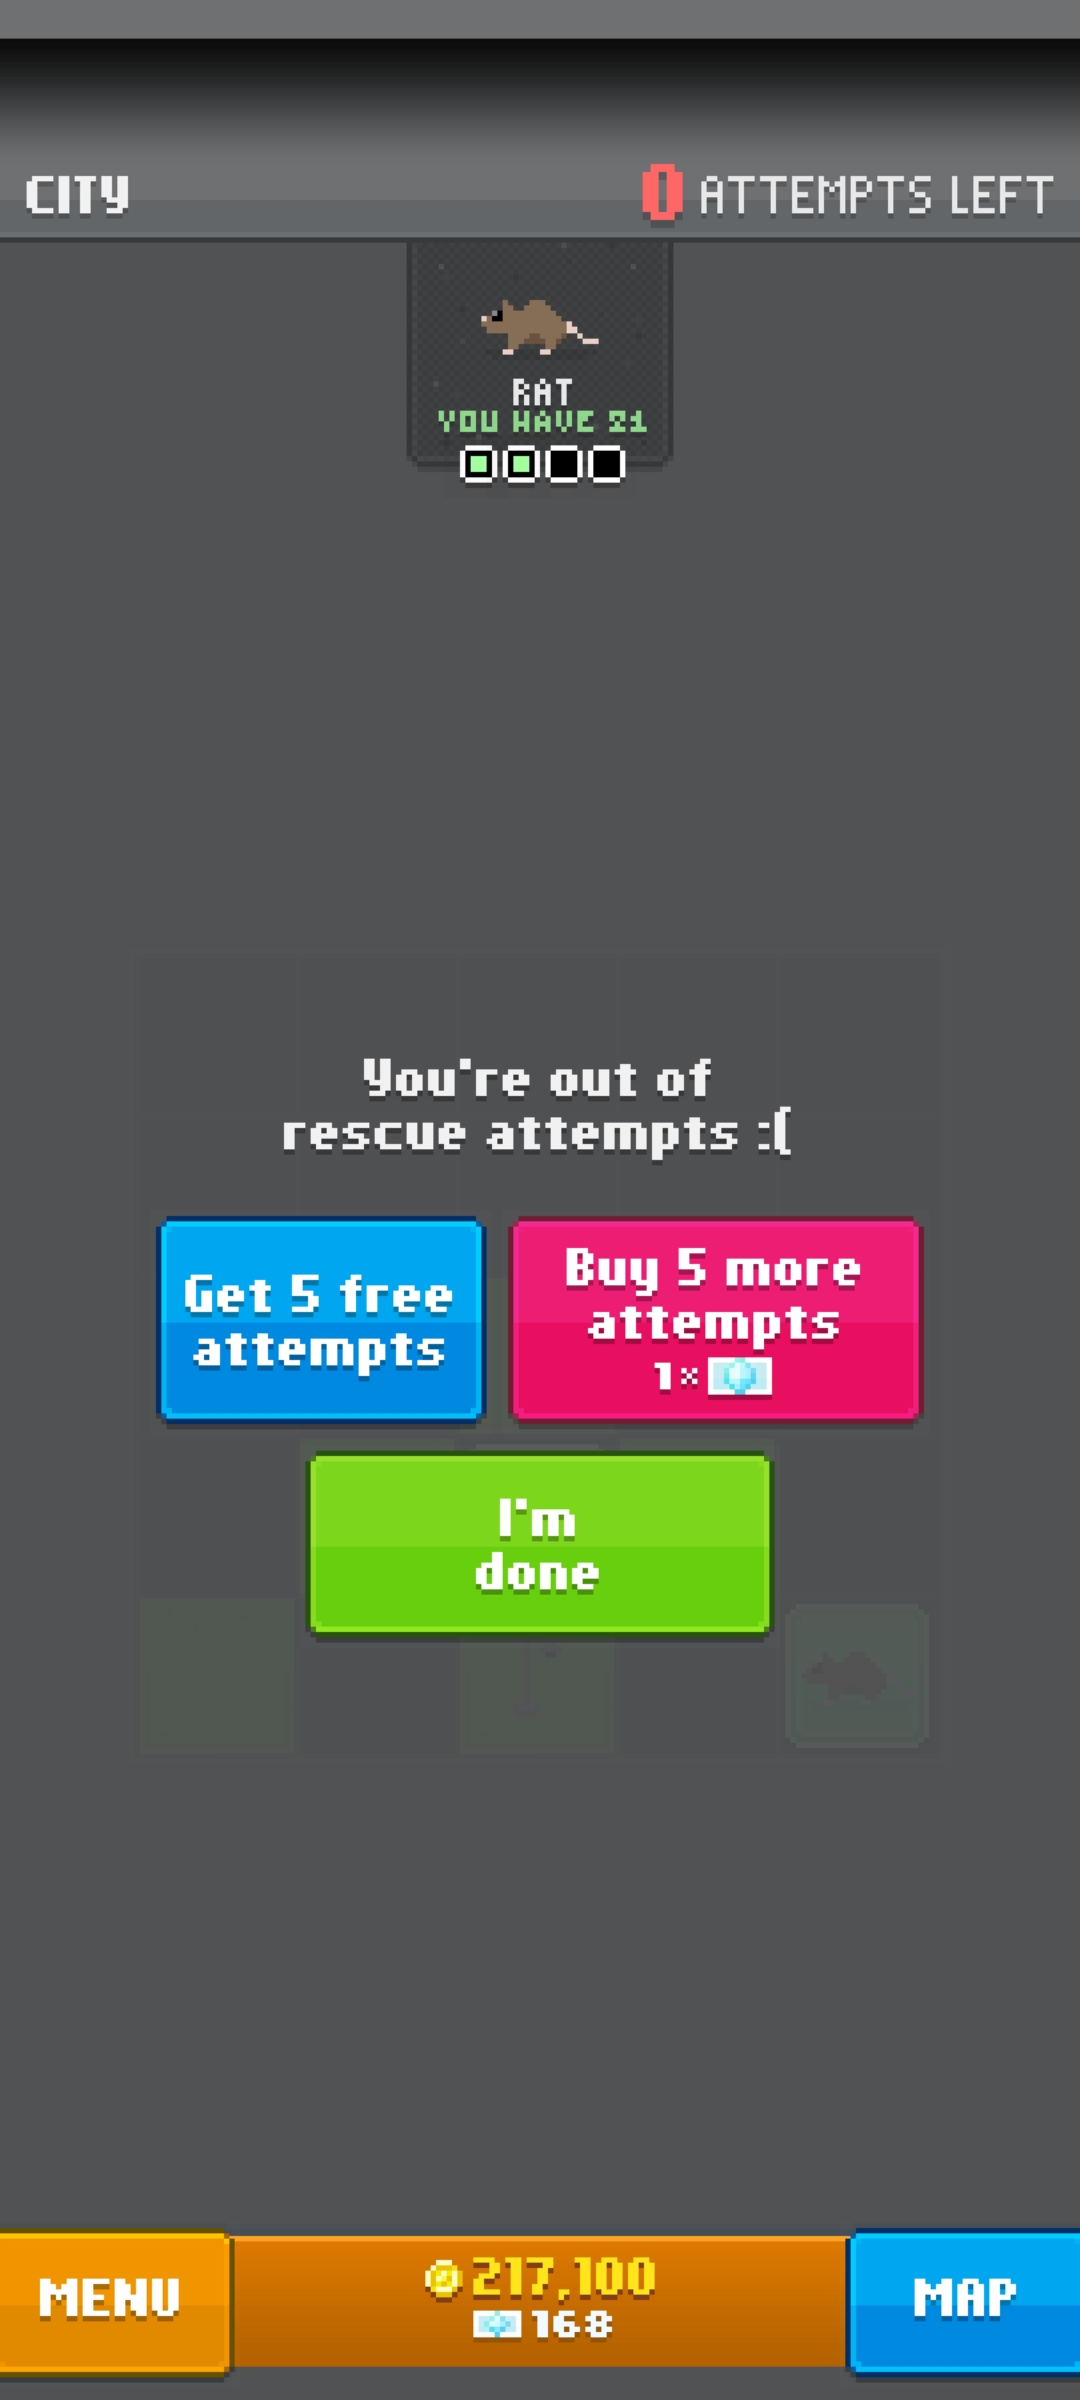 CITY
0 ATTEMPTS LEFT
RAT
YOU HAVE 21
You're out of
rescue attempts :(
Get 5 free
attempts
Buy 5 more
attempts
1×
I'm
done
MENU
217,100
168
MAP